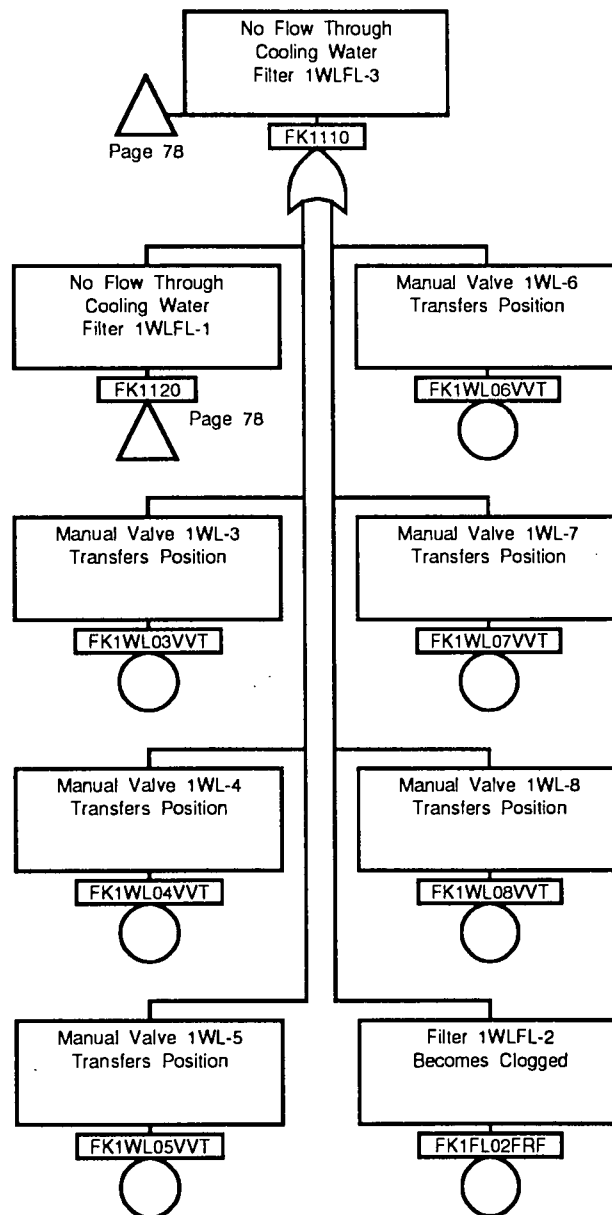 No Flow Through
Cooling Water
Filter 1WLFL-3
Page 78
FK1110
No Flow Through
Cooling Water
Filter 1WLFL-1
FK1120
Page 78
Manual Valve 1WL-6
Transfers Position
FK1WL06VVT
Manual Valve 1WL-3
Transfers Position
FK1WL03VVT
Manual Valve 1WL-7
Transfers Position
FK1WL07VVT
Manual Valve 1WL-4
Transfers Position
FK1WL04VVT
Manual Valve 1WL-8
Transfers Position
FK1WL08VVT
Manual Valve 1WL-5
Transfers Position
FK1WL05VVT
Filter 1WLFL-2
Becomes Clogged
FK1FL02FRF